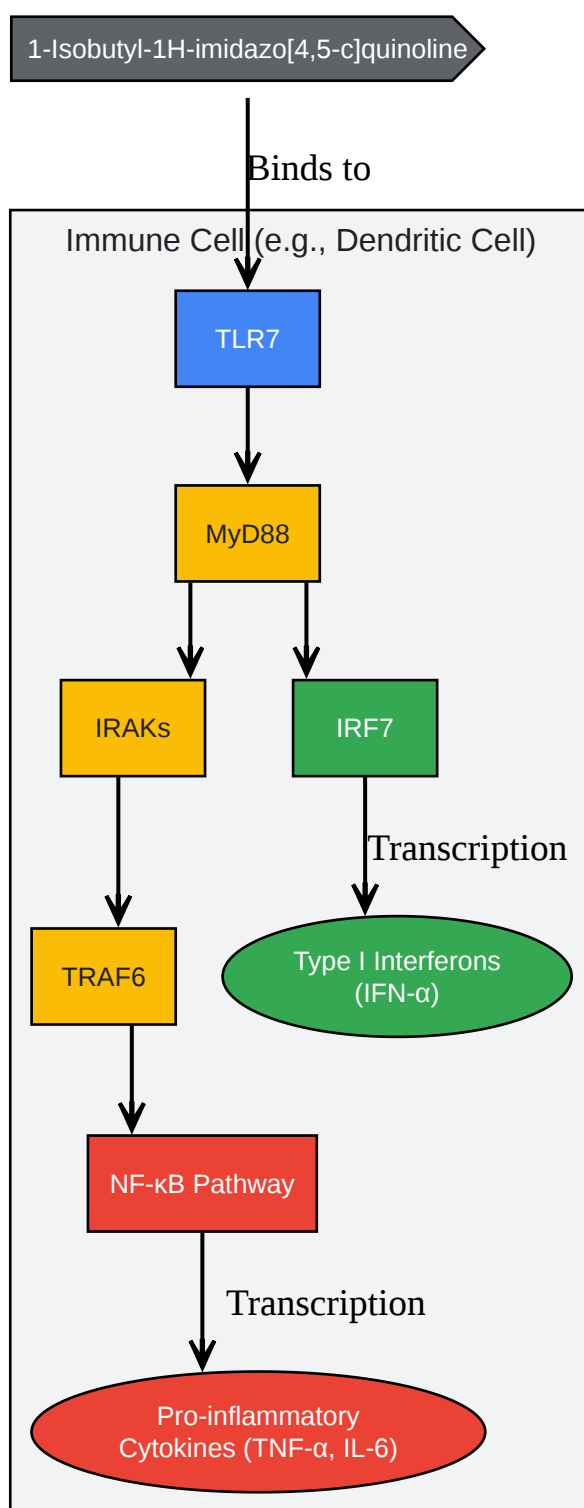 1-Isobutyl-1H-imidazo[4,5-c]quinoline
Binds to
Immune Cell (e.g., Dendritic Cell)
TLR7
MyD88
IRAKs
IRF7
Transcription
TRAF6
Type I Interferons
(IFN-α)
NF-κB Pathway
Transcription
Pro-inflammatory
Cytokines (TNF-α, IL-6)